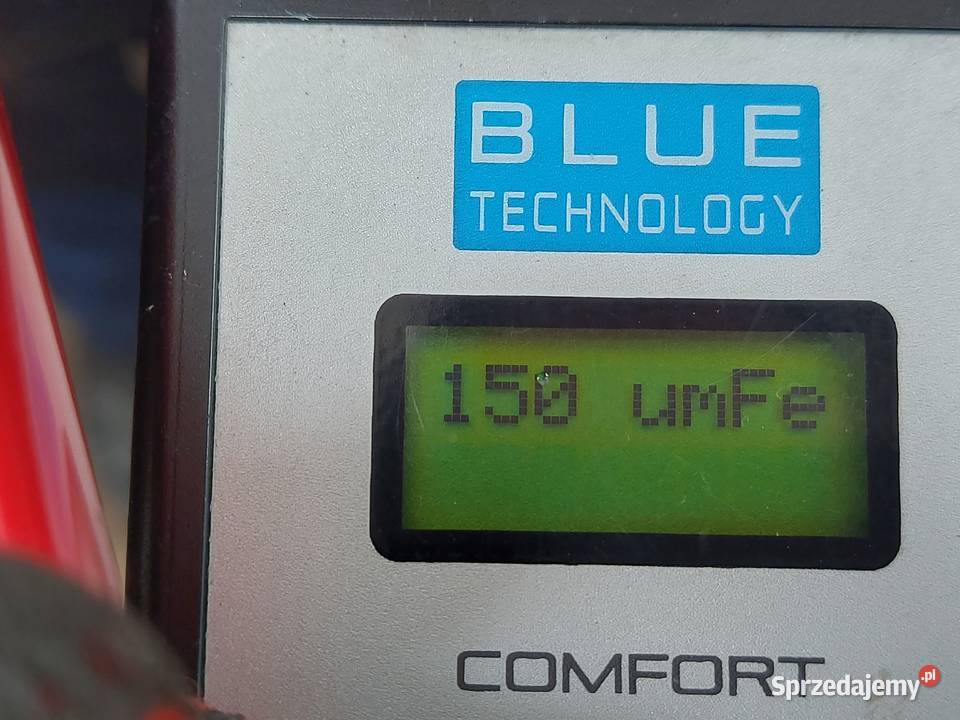 BLUE
TECHNOLOGY
150 umFe
COMFORT
Sprzedajemy.pl